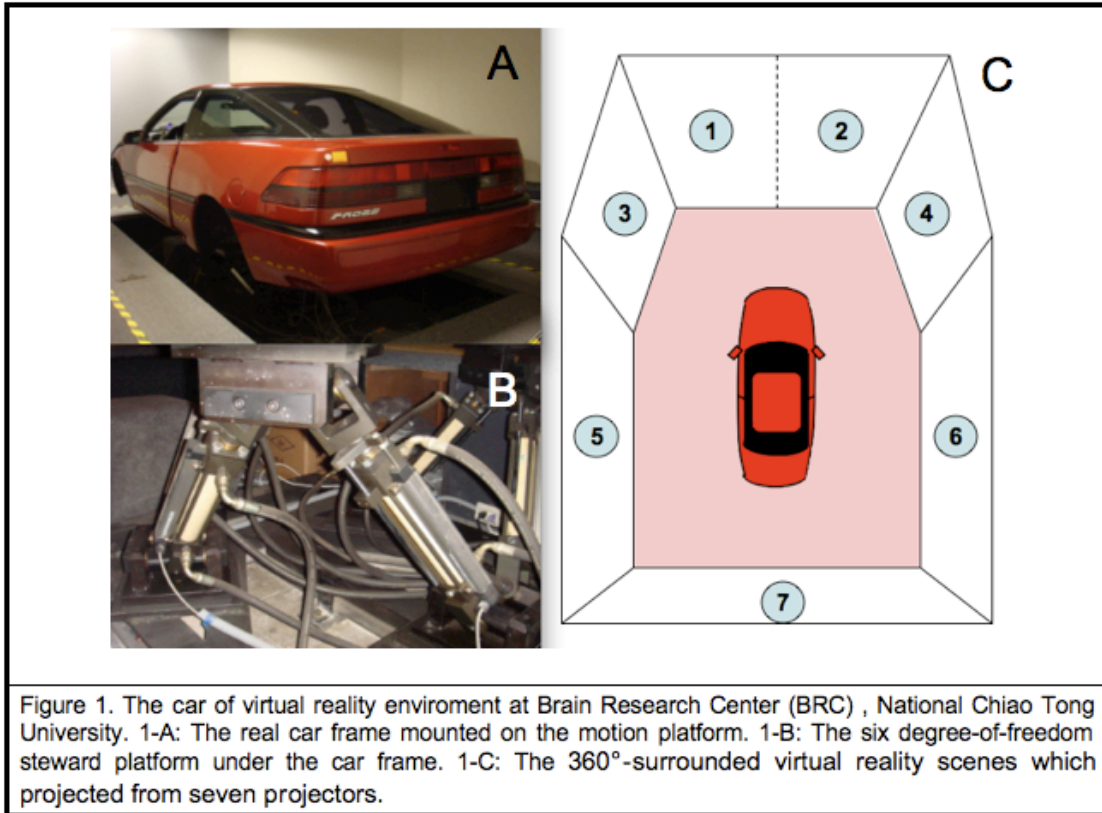 A
B
C
1
2
3
4
5
6
7
PROBE
Figure 1. The car of virtual reality enviroment at Brain Research Center (BRC) , National Chiao Tong
University. 1-A: The real car frame mounted on the motion platform. 1-B: The six degree-of-freedom
steward platform under the car frame. 1-C: The 360°-surrounded virtual reality scenes which
projected from seven projectors.